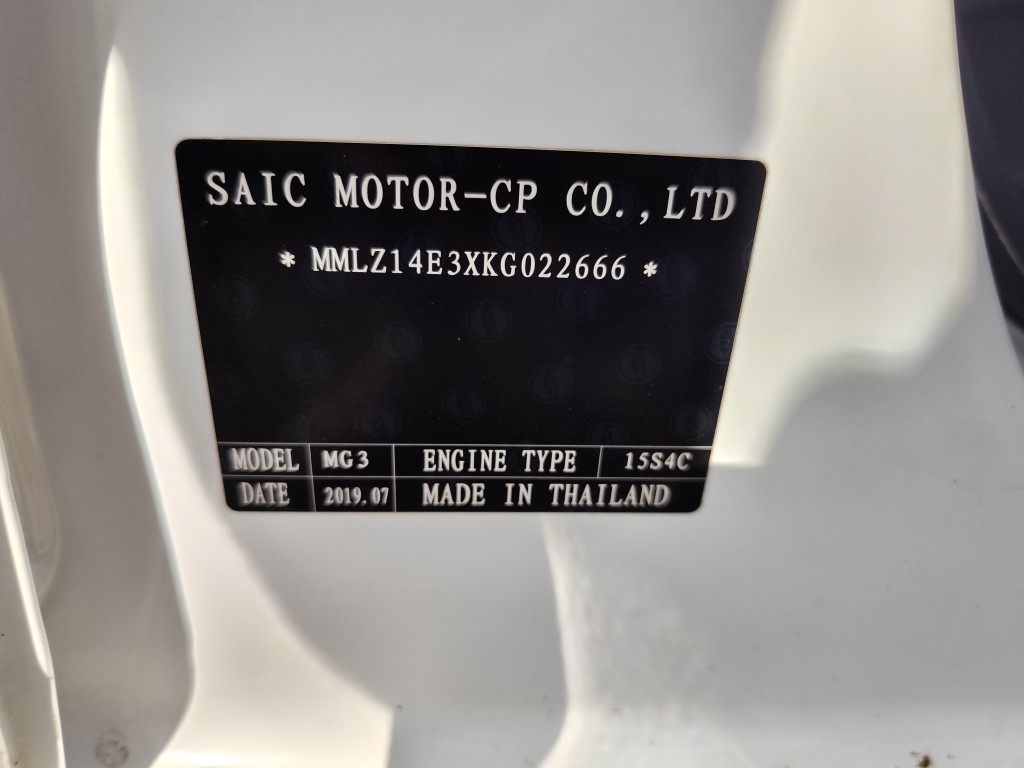 SAIC MOTOR-CP CO.,LTD
* MMLZ14E3XKG022666 *
MODEL MG3 ENGINE TYPE 15S4C
DATE 2019.07 MADE IN THAILAND